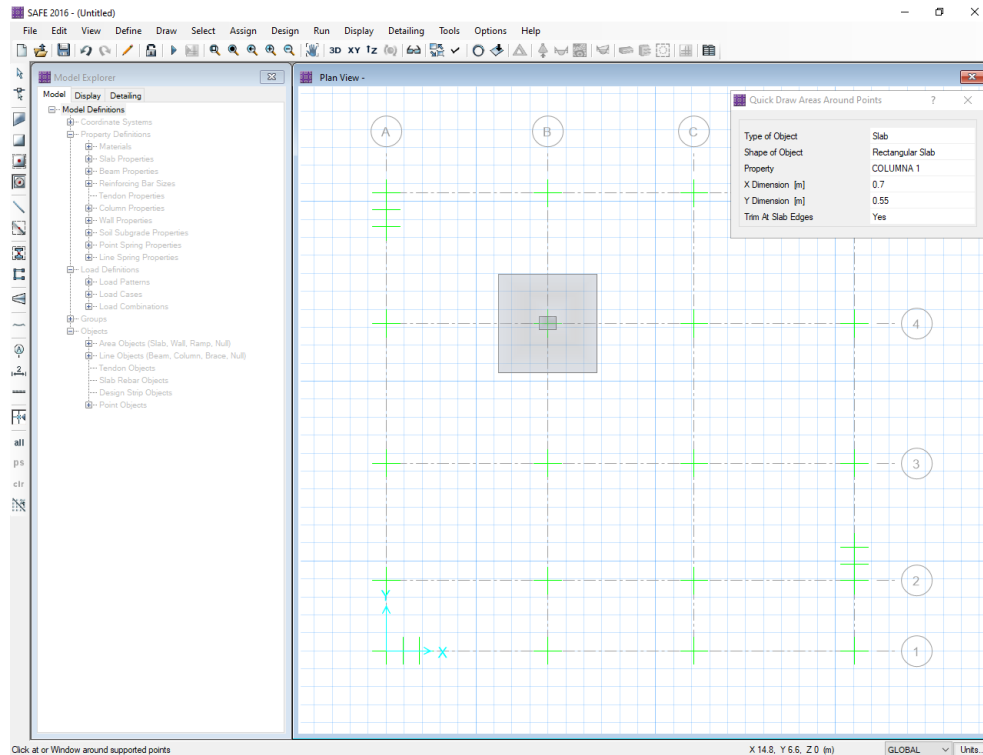 SAFE 2016 - (Untitled)
File Edit View Define Draw Select Assign Design Run Display Detailing Tools Options Help
3D XY
Model Explorer
Model Display Detailing
Model Definitions
Coordinate Systems
Property Definitions
Materials
Slab Properties
Beam Properties
Reinforcing Bar Sizes
Tendon Properties
Column Properties
Wall Properties
Soil Subgrade Properties
Point Spring Properties
Line Spring Properties
Load Definitions
Load Patterns
Load Cases
Load Combinations
Groups
Objects
Area Objects (Slab, Wall, Ramp, Null)
Line Objects (Beam, Column, Brace, Null)
Tendon Objects
Slab Rebar Objects
Design Strip Objects
Point Objects
all
ps
clr
Plan View -
A B C
4
3
2
1
Y
X
Quick Draw Areas Around Points ?
Type of Object Slab
Shape of Object Rectangular Slab
Property COLUMNA 1
X Dimension [m] 0.7
Y Dimension [m] 0.55
Trim At Slab Edges Yes
Click at or Window around supported points X 14.8, Y 6.6, Z 0 (m) GLOBAL Units...